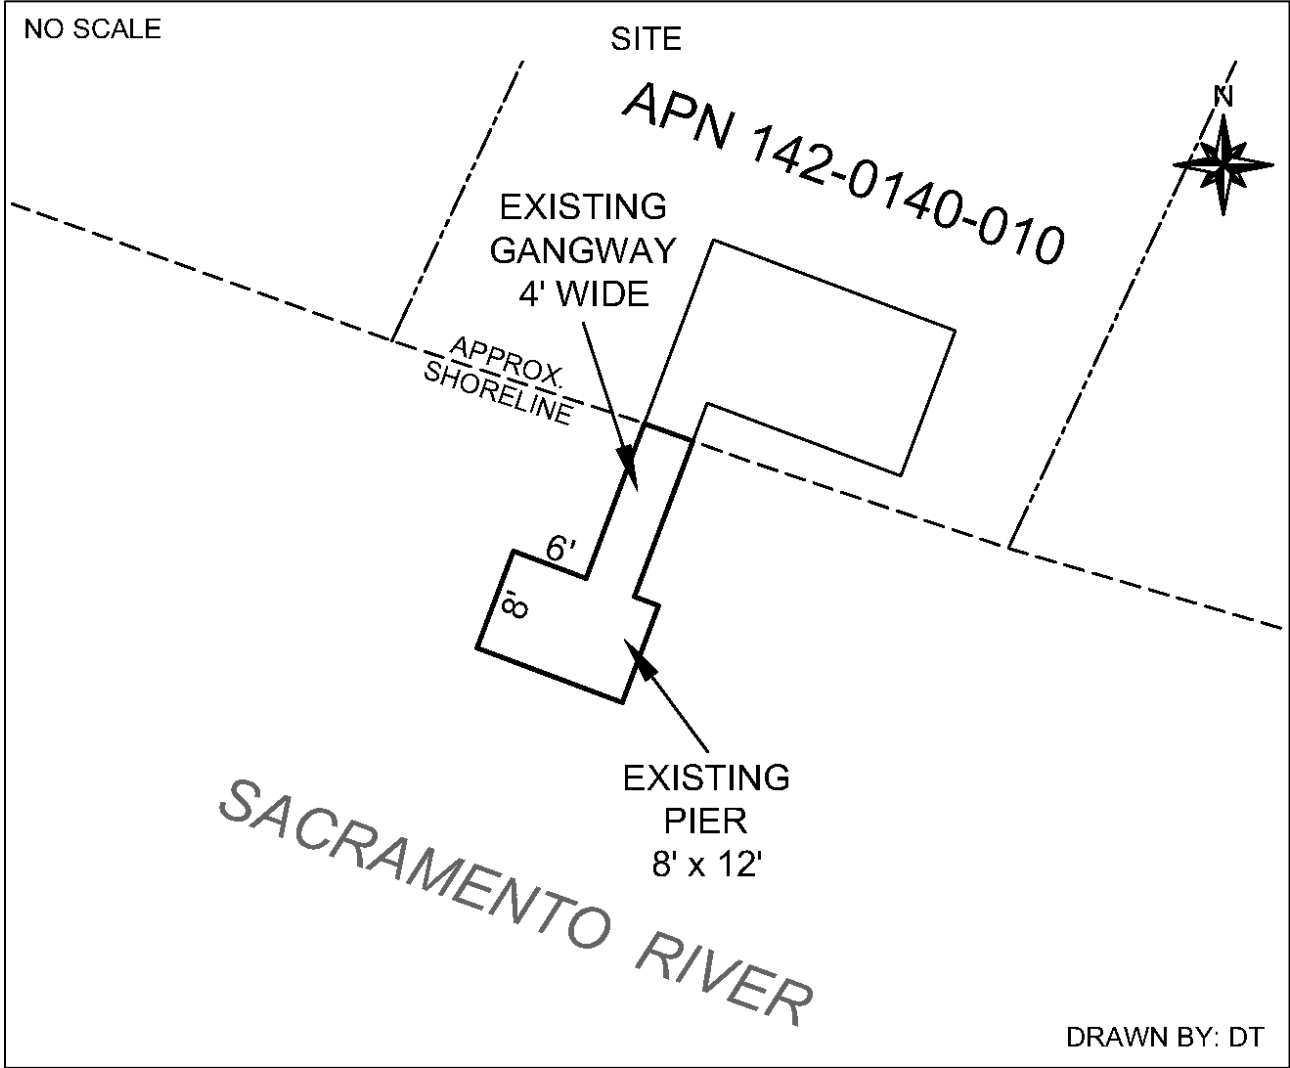 NO SCALE
SITE
N
APN 142-0140-010
EXISTING
GANGWAY
4' WIDE
APPROX.
SHORELINE
6'
8'
EXISTING
PIER
8' x 12'
SACRAMENTO RIVER
DRAWN BY: DT